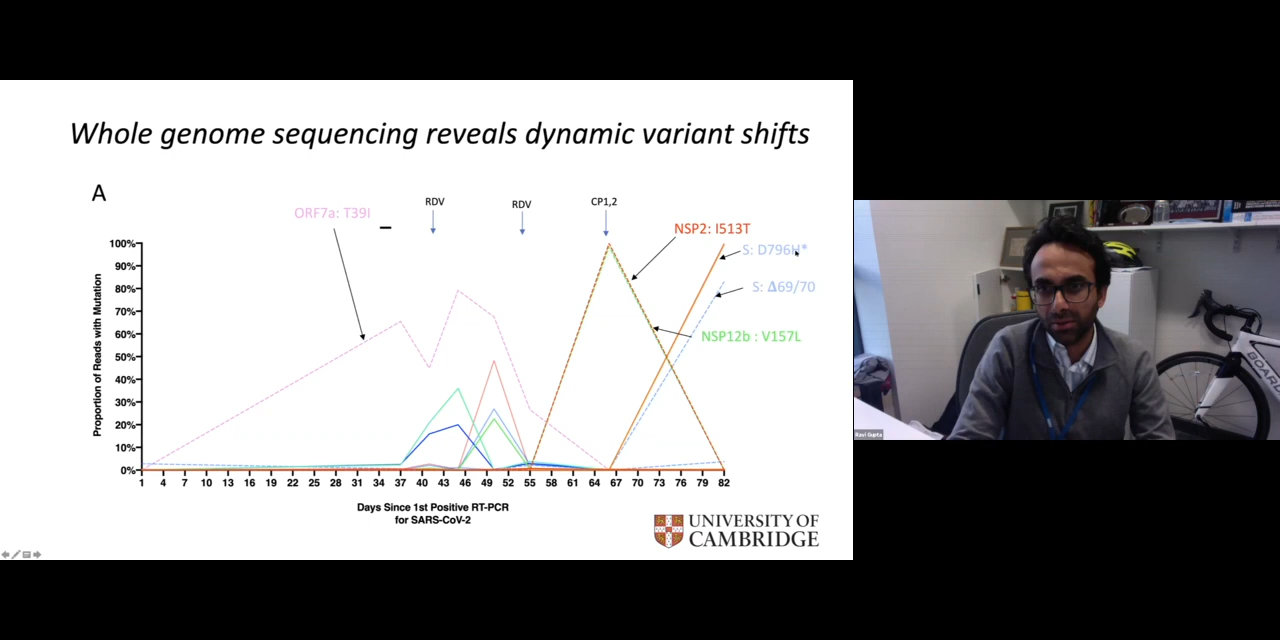 Whole genome sequencing reveals dynamic variant shifts
A
ORF7a: T39I
RDV
RDV
CP1,2
NSP2: I513T
S: D796H*
S: Δ69/70
NSP12b : V157L
Proportion of Reads with Mutation
100%
90%
80%
70%
60%
50%
40%
30%
20%
10%
0%
1 4 7 10 13 16 19 22 25 28 31 34 37 40 43 46 49 52 55 58 61 64 67 70 73 76 79 82
Days Since 1st Positive RT-PCR
for SARS-CoV-2
UNIVERSITY OF
CAMBRIDGE
Ravi Gupta
BOARD